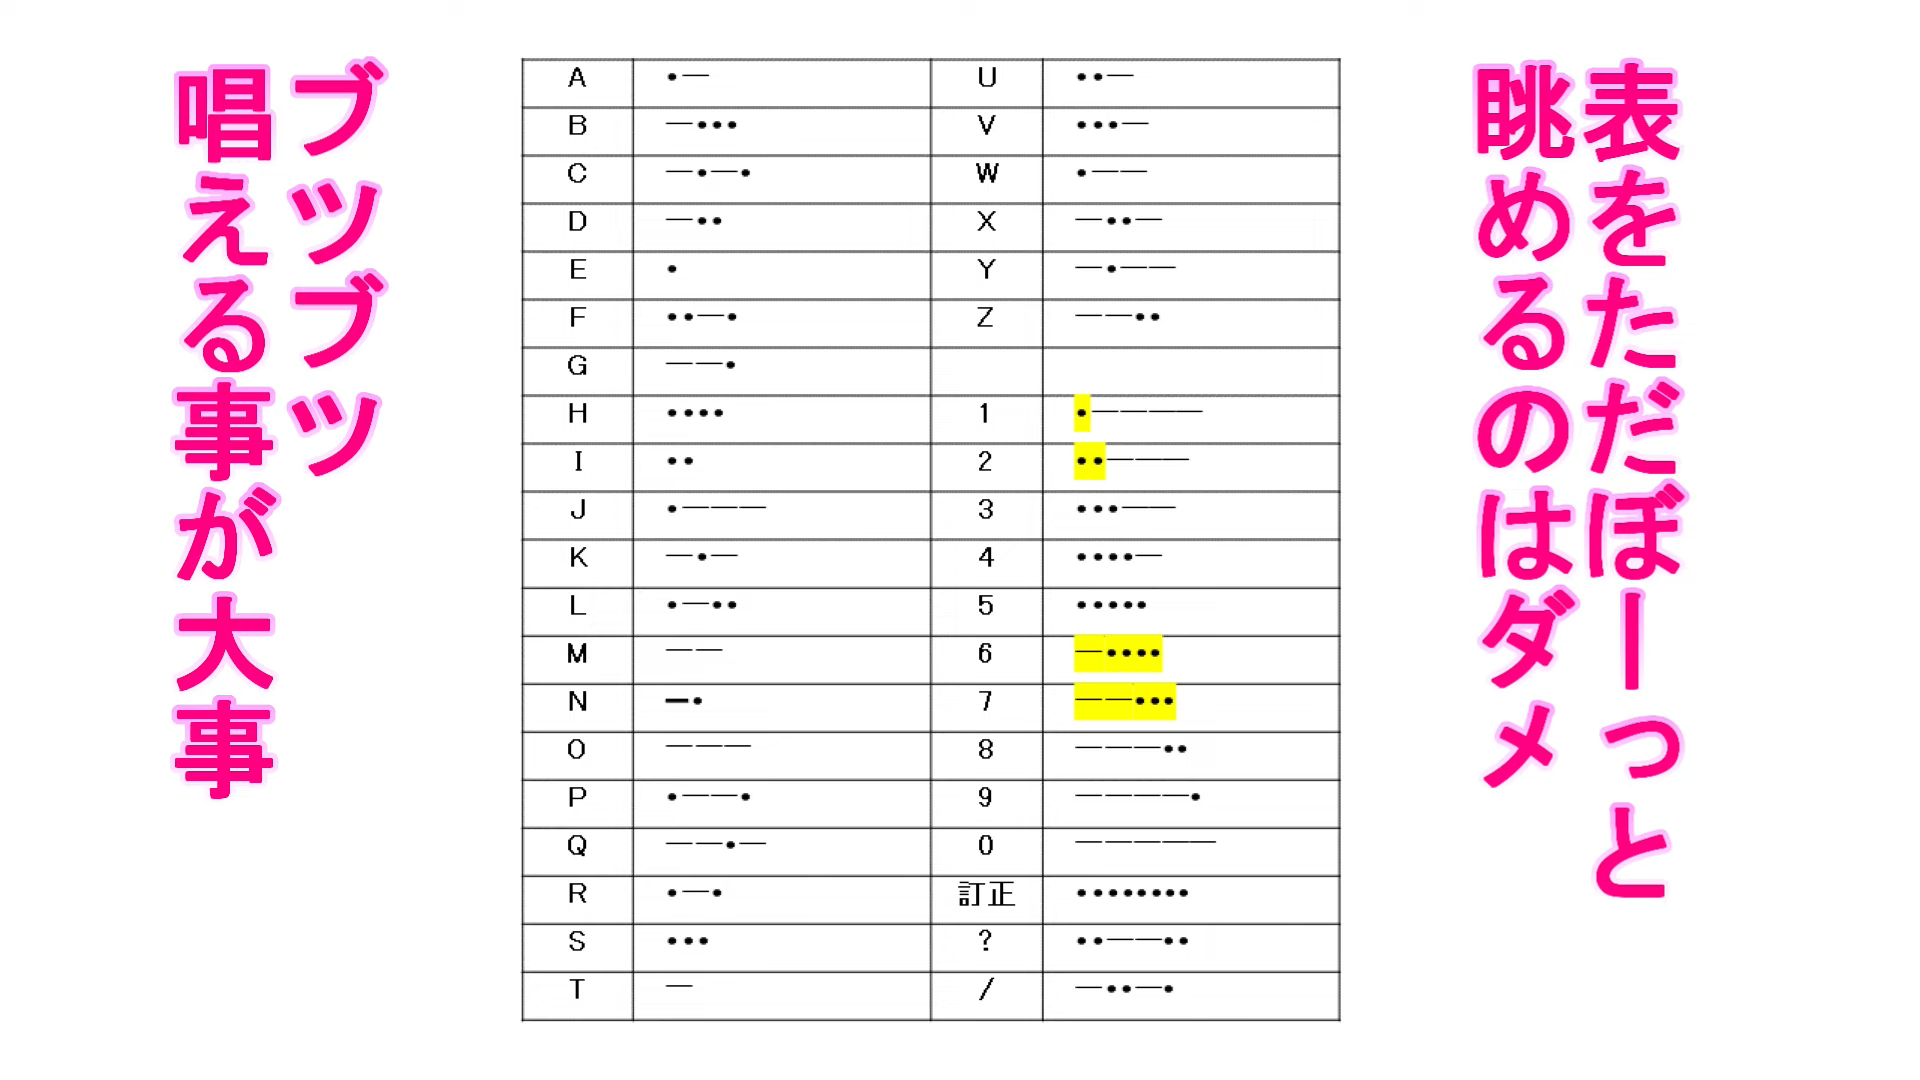 表をただぼーっと
眺めるのはダメ
A •— U ••—
B —••• V •••—
C —•—• W •——
D —•• X —••—
E • Y —•——
F ••—• Z ——••
G ——•
H •••• 1 •————
I •• 2 ••———
J •——— 3 •••——
K —•— 4 ••••—
L •—•• 5 •••••
M —— 6 —••••
N —• 7 ——•••
O ——— 8 ———••
P •——• 9 ————•
Q ——•— 0 —————
R •—• 訂正 ••••••••
S ••• ? ••——••
T — / —••—•
ブツブツ
唱える事が大事